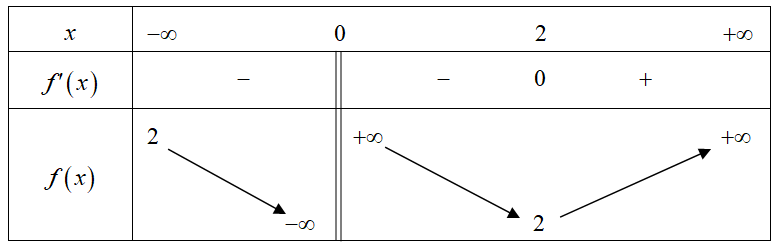 x −∞ 0 2 +∞
f′(x) − − 0 +
2 +∞ +∞
f(x)
−∞ 2